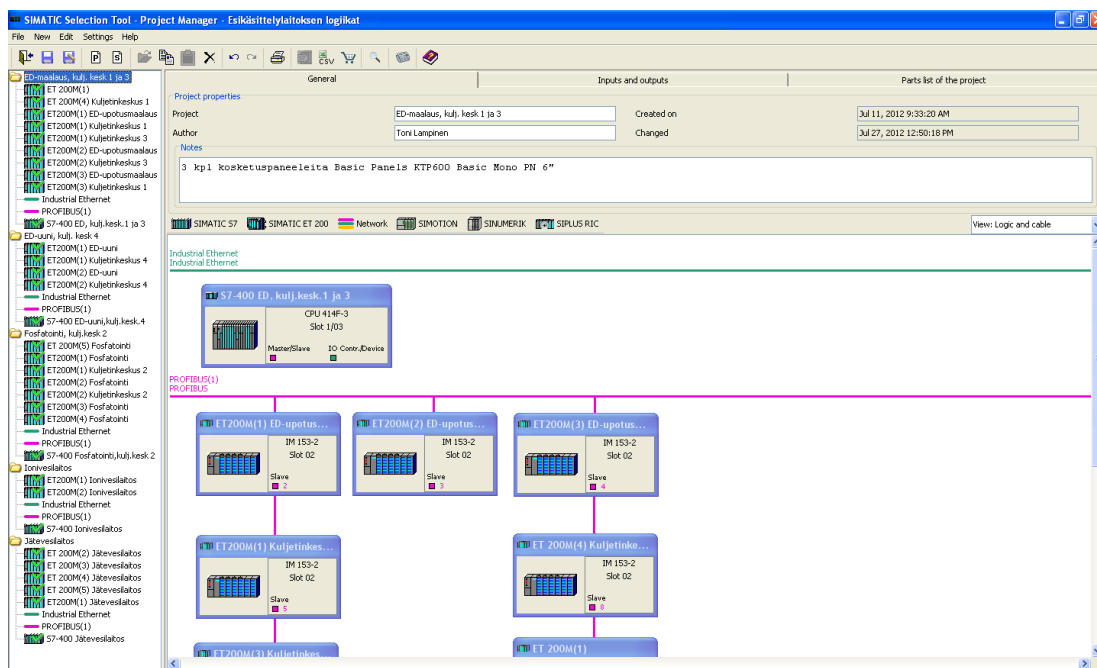 SIMATIC Selection Tool - Project Manager - Esikäsittelylaitoksen logiikat
File New Edit Settings Help
P S CSV
ED-maalaus, kulj. kesk 1 ja 3
ET 200M(1)
ET 200M(4) Kuljetinkeskus 1
ET200M(1) ED-upotusmaalaus
ET200M(1) Kuljetinkeskus 1
ET200M(1) Kuljetinkeskus 3
ET200M(2) ED-upotusmaalaus
ET200M(2) Kuljetinkeskus 3
ET200M(3) ED-upotusmaalaus
ET200M(3) Kuljetinkeskus 1
Industrial Ethernet
PROFIBUS(1)
S7-400 ED, kulj.kesk.1 ja 3
ED-uuni, kulj. kesk 4
ET200M(1) ED-uuni
ET200M(1) Kuljetinkeskus 4
ET200M(2) ED-uuni
ET200M(2) Kuljetinkeskus 4
Industrial Ethernet
PROFIBUS(1)
S7-400 ED-uuni,kulj.kesk.4
Fosfatointi, kulj.kesk 2
ET 200M(5) Fosfatointi
ET200M(1) Fosfatointi
ET200M(1) Kuljetinkeskus 2
ET200M(2) Fosfatointi
ET200M(2) Kuljetinkeskus 2
ET200M(3) Fosfatointi
ET200M(4) Fosfatointi
Industrial Ethernet
PROFIBUS(1)
S7-400 Fosfatointi,kulj.kesk 2
Ionivesilaitos
ET200M(1) Ionivesilaitos
ET200M(2) Ionivesilaitos
Industrial Ethernet
PROFIBUS(1)
S7-400 Ionivesilaitos
Jätevesilaitos
ET 200M(2) Jätevesilaitos
ET 200M(3) Jätevesilaitos
ET 200M(4) Jätevesilaitos
ET 200M(5) Jätevesilaitos
ET200M(1) Jätevesilaitos
Industrial Ethernet
PROFIBUS(1)
S7-400 Jätevesilaitos
General Inputs and outputs Parts list of the project
Project properties
Project ED-maalaus, kulj. kesk 1 ja 3 Created on Jul 11, 2012 9:33:20 AM
Author Toni Lampinen Changed Jul 27, 2012 12:50:18 PM
Notes
3 kpl kosketuspaneeleita Basic Panels KTP600 Basic Mono PN 6"
SIMATIC S7 SIMATIC ET 200 Network SIMOTION SINUMERIK SIPLUS RIC View: Logic and cable
Industrial Ethernet
Industrial Ethernet
S7-400 ED, kulj.kesk.1 ja 3
CPU 414F-3
Slot 1/03
Master/Slave IO Contr./Device
PROFIBUS(1)
PROFIBUS
ET200M(1) ED-upotus... ET200M(2) ED-upotus... ET200M(3) ED-upotus...
IM 153-2 IM 153-2 IM 153-2
Slot 02 Slot 02 Slot 02
Slave Slave Slave
2 3 4
ET200M(1) Kuljetinkes... ET 200M(4) Kuljetinke...
IM 153-2 IM 153-2
Slot 02 Slot 02
Slave Slave
5 8
ET200M(3) Kuljetinkes... ET 200M(1)